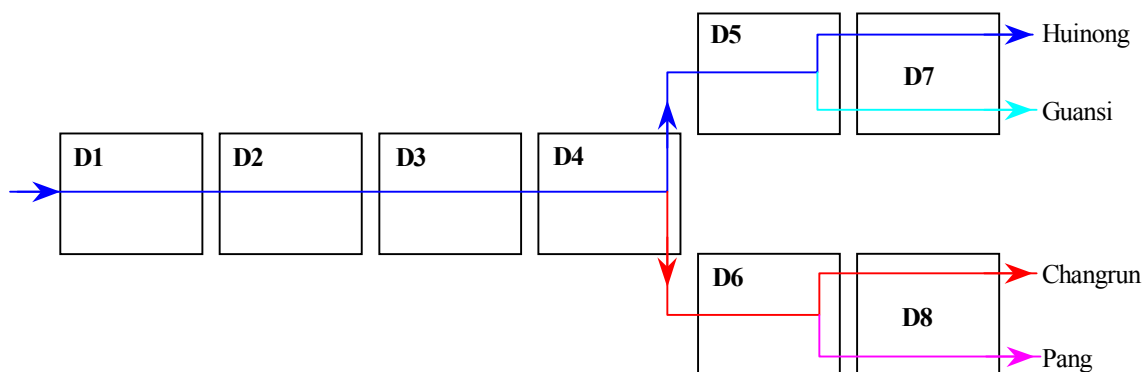 D5
Huinong
D7
Guansi
D1
D2
D3
D4
D6
Changrun
D8
Pang